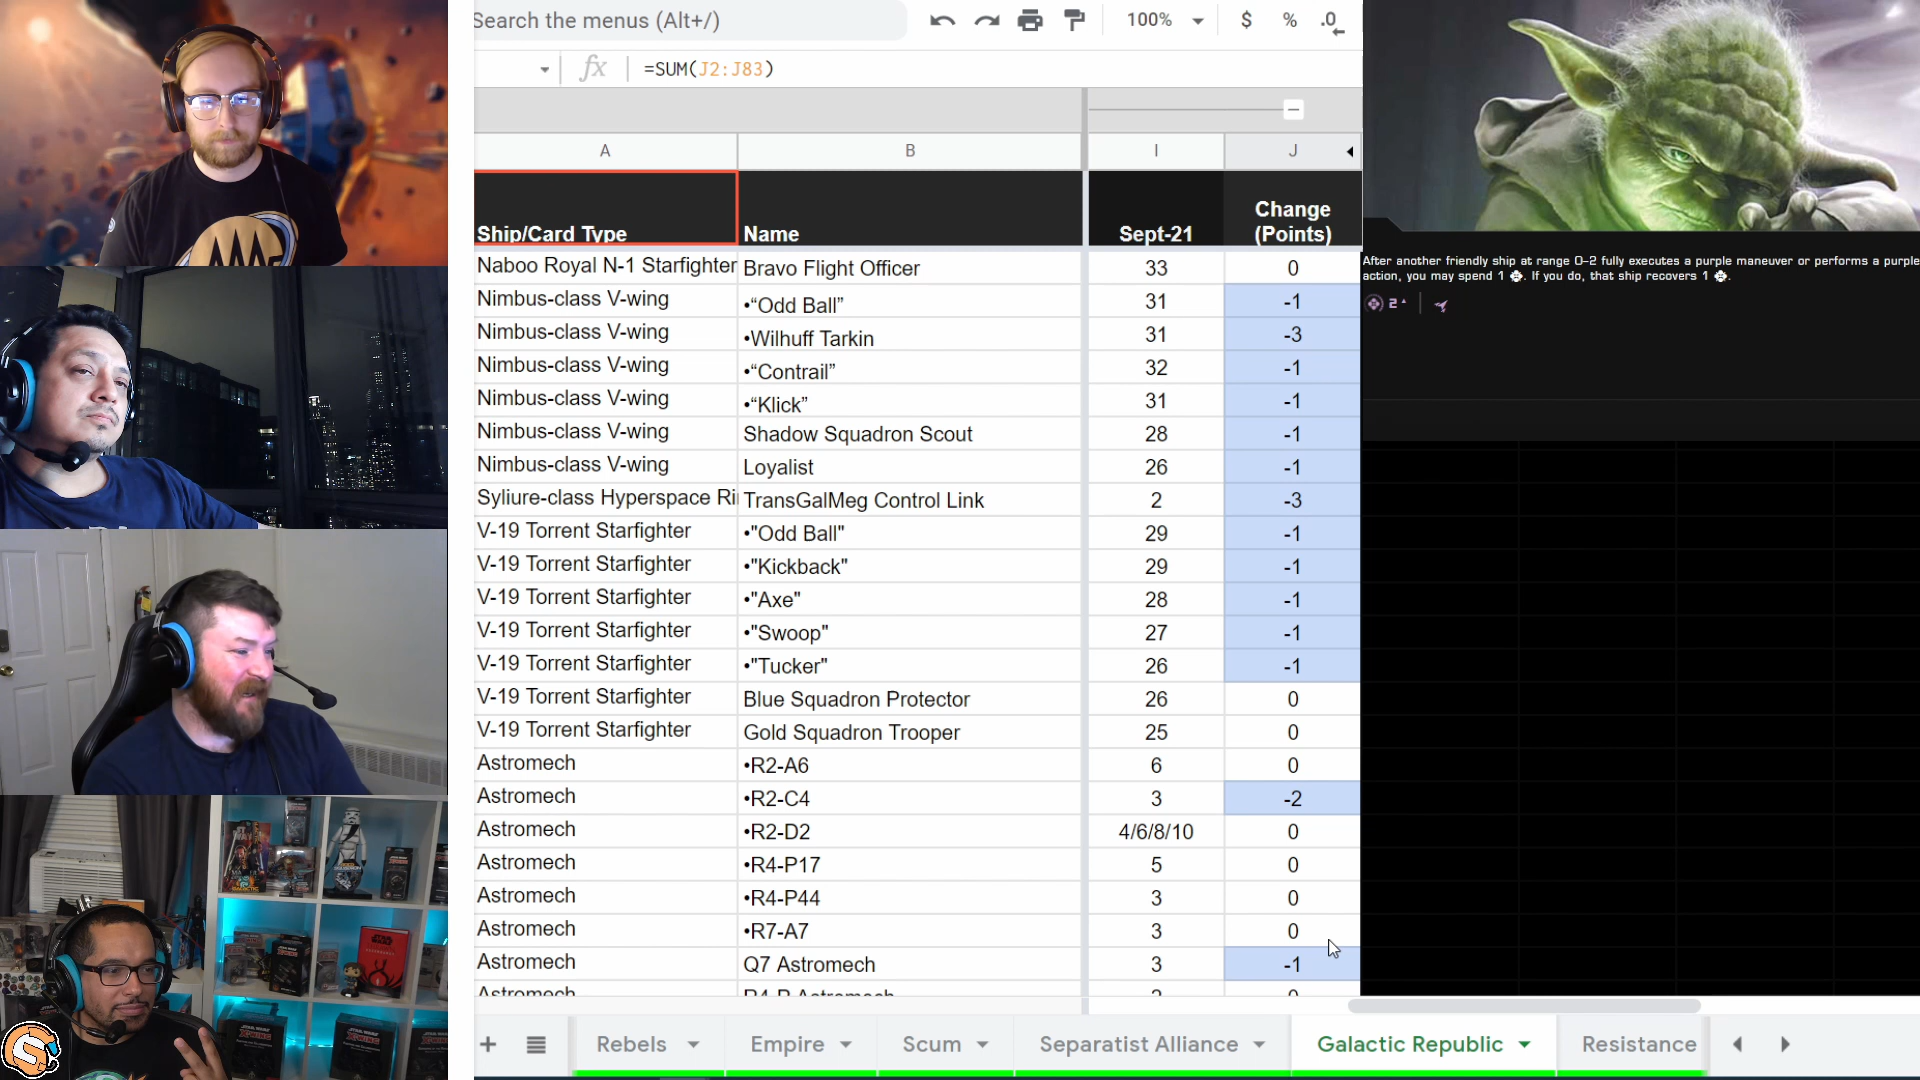 Search the menus (Alt+/)
100%
$
%
.0
fx
=SUM(J2:J83)
A B I J
Ship/Card Type Name Sept-21 Change (Points)
Naboo Royal N-1 Starfighter Bravo Flight Officer 33 0
Nimbus-class V-wing •“Odd Ball” 31 -1
Nimbus-class V-wing •Wilhuff Tarkin 31 -3
Nimbus-class V-wing •“Contrail” 32 -1
Nimbus-class V-wing •“Klick” 31 -1
Nimbus-class V-wing Shadow Squadron Scout 28 -1
Nimbus-class V-wing Loyalist 26 -1
Syliure-class Hyperspace Ri TransGalMeg Control Link 2 -3
V-19 Torrent Starfighter •"Odd Ball" 29 -1
V-19 Torrent Starfighter •"Kickback" 29 -1
V-19 Torrent Starfighter •"Axe" 28 -1
V-19 Torrent Starfighter •"Swoop" 27 -1
V-19 Torrent Starfighter •"Tucker" 26 -1
V-19 Torrent Starfighter Blue Squadron Protector 26 0
V-19 Torrent Starfighter Gold Squadron Trooper 25 0
Astromech •R2-A6 6 0
Astromech •R2-C4 3 -2
Astromech •R2-D2 4/6/8/10 0
Astromech •R4-P17 5 0
Astromech •R4-P44 3 0
Astromech •R7-A7 3 0
Astromech Q7 Astromech 3 -1
Astromech R4-P Astromech 2 0
+ Rebels Empire Scum Separatist Alliance Galactic Republic Resistance
After another friendly ship at range 0-2 fully executes a purple maneuver or performs a purple
action, you may spend 1 . If you do, that ship recovers 1 .
2